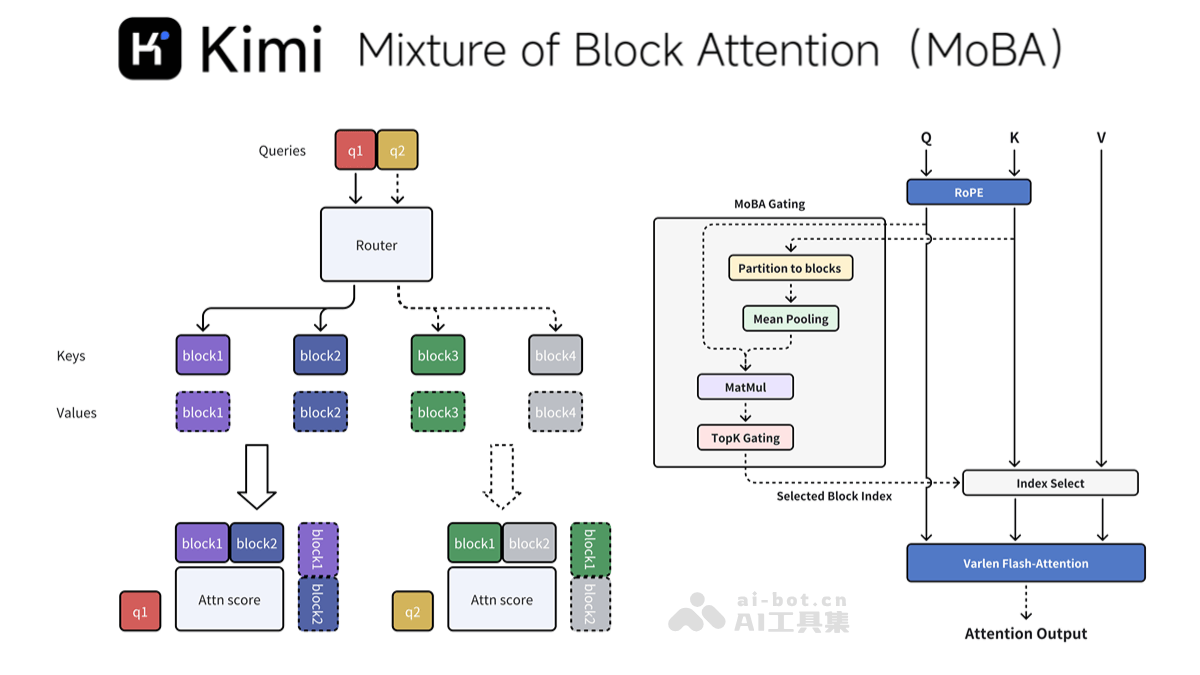 Kimi Mixture of Block Attention（MoBA）
Queries
q1 q2
Router
Keys
block1 block2 block3 block4
Values
block1 block2 block3 block4
block1 block2
block1
block2
Attn score
q1
block1 block2
block1
block2
Attn score
q2
Q K V
RoPE
MoBA Gating
Partition to blocks
Mean Pooling
MatMul
TopK Gating
Selected Block Index
Index Select
Varlen Flash-Attention
Attention Output
ai-bot.cn
AI工具集